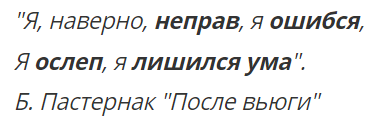 "Я, наверно, неправ, я ошибся,
Я ослеп, я лишился ума".
Б. Пастернак "После вьюги"